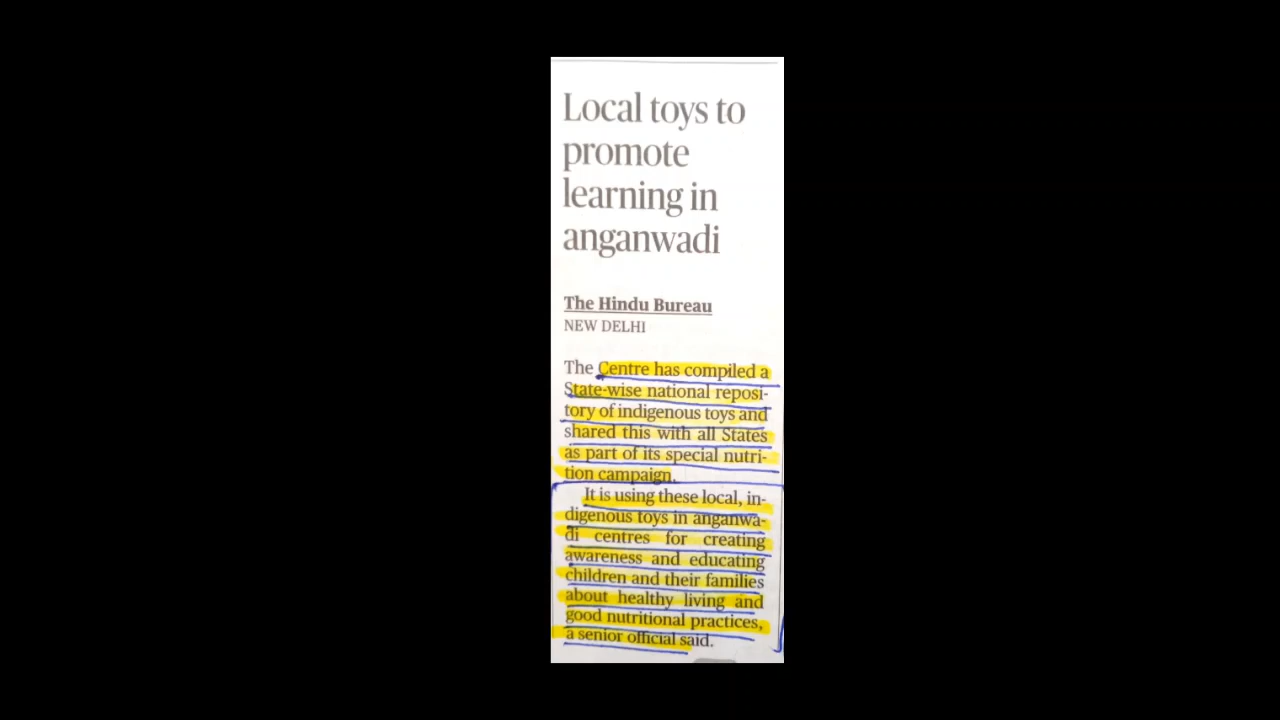 Local toys to
promote
learning in
anganwadi
The Hindu Bureau
NEW DELHI
The Centre has compiled a
State-wise national reposi-
tory of indigenous toys and
shared this with all States
as part of its special nutri-
tion campaign.
It is using these local, in-
digenous toys in anganwa-
di centres for creating
awareness and educating
children and their families
about healthy living and
good nutritional practices,
a senior official said.